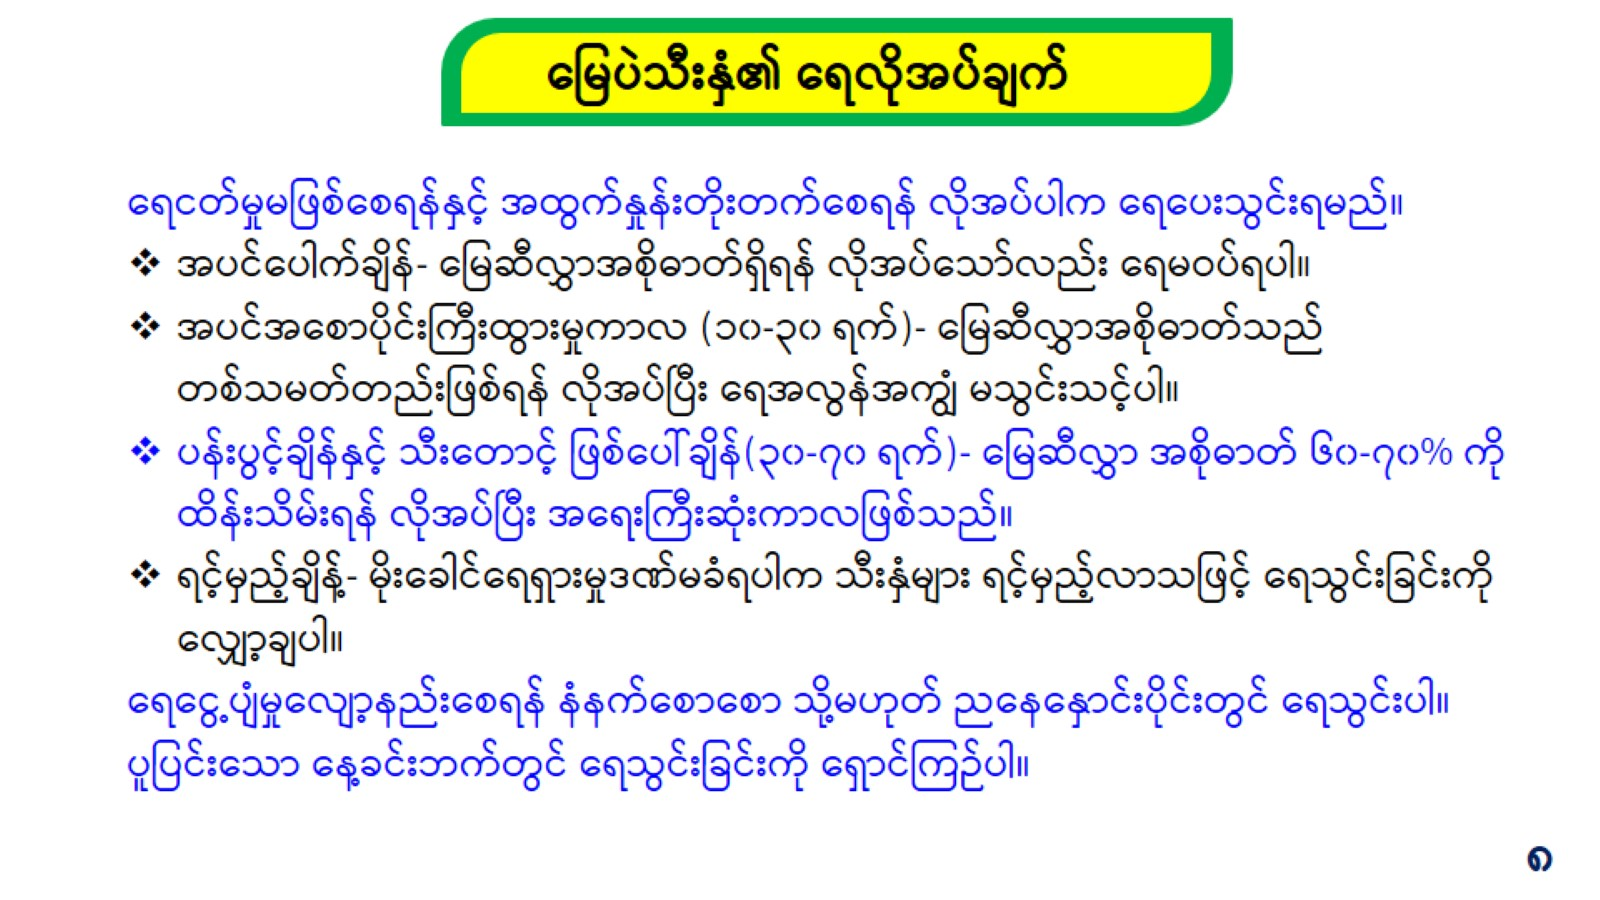 မြေပဲသီးနှံ၏ ရေလိုအပ်ချက်
ရေငတ်မှုမဖြစ်စေရန်နှင့် အထွက်နှုန်းတိုးတက်စေရန် လိုအပ်ပါက ရေပေးသွင်းရမည်။
❖ အပင်ပေါက်ချိန်- မြေဆီလွှာအစိုဓာတ်ရှိရန် လိုအပ်သော်လည်း ရေမဝပ်ရပါ။
❖ အပင်အစောပိုင်းကြီးထွားမှုကာလ (၁၀-၃၀ ရက်)- မြေဆီလွှာအစိုဓာတ်သည်
တစ်သမတ်တည်းဖြစ်ရန် လိုအပ်ပြီး ရေအလွန်အကျွံ မသွင်းသင့်ပါ။
❖ ပန်းပွင့်ချိန်နှင့် သီးတောင့် ဖြစ်ပေါ်ချိန်(၃၀-၇၀ ရက်)- မြေဆီလွှာ အစိုဓာတ် ၆၀-၇၀% ကို
ထိန်းသိမ်းရန် လိုအပ်ပြီး အရေးကြီးဆုံးကာလဖြစ်သည်။
❖ ရင့်မှည့်ချိန့်- မိုးခေါင်ရေရှားမှုဒဏ်မခံရပါက သီးနှံများ ရင့်မှည့်လာသဖြင့် ရေသွင်းခြင်းကို
လျှော့ချပါ။
ရေငွေ့ပျံမှုလျော့နည်းစေရန် နံနက်စောစော သို့မဟုတ် ညနေနှောင်းပိုင်းတွင် ရေသွင်းပါ။
ပူပြင်းသော နေ့ခင်းဘက်တွင် ရေသွင်းခြင်းကို ရှောင်ကြဉ်ပါ။
၈